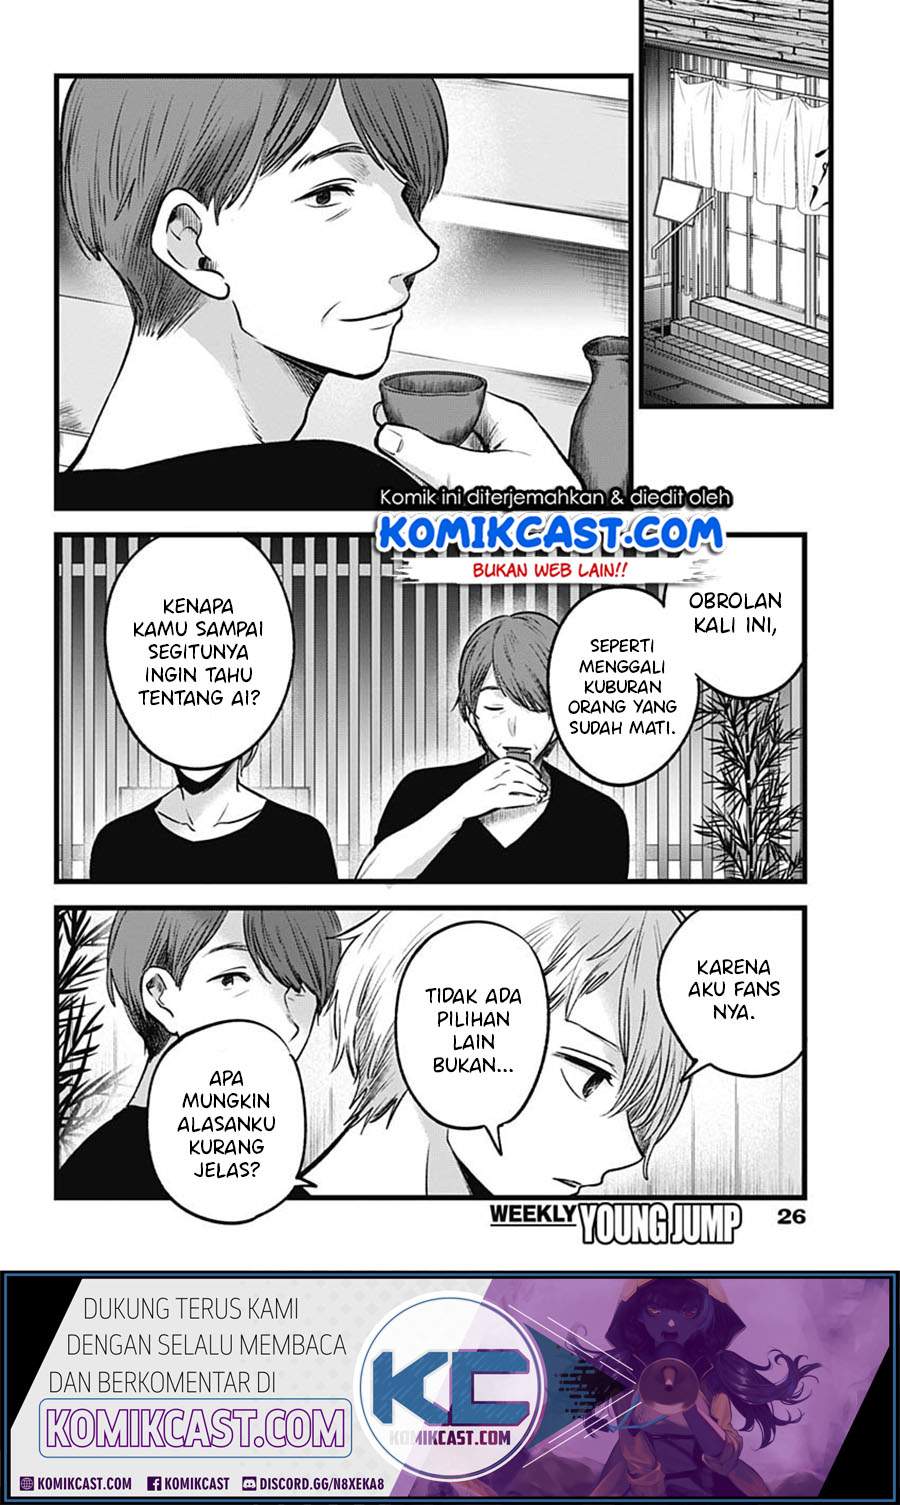 Komik ini diterjemahkan & diedit oleh
KOMIKCAST.COM
BUKAN WEB LAIN!!
OBROLAN
KALI INI,
SEPERTI
MENGGALI
KUBURAN
ORANG YANG
SUDAH MATI.
KENAPA
KAMU SAMPAI
SEGITUNYA
INGIN TAHU
TENTANG AI?
KARENA
AKU FANS
NYA.
TIDAK ADA
PILIHAN
LAIN
BUKAN...
APA
MUNGKIN
ALASANKU
KURANG
JELAS?
WEEKLY YOUNG JUMP 26
DUKUNG TERUS KAMI
DENGAN SELALU MEMBACA
DAN BERKOMENTAR DI
KOMIKCAST.COM
KC
KOMIKCAST.COM
KOMIKCAST.COM KOMIKCAST DISCORD.GG/N8XEKA8